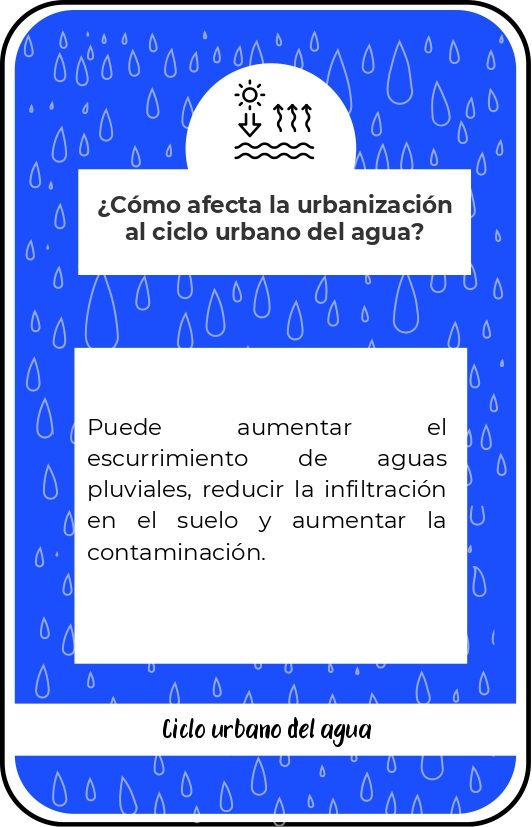 ¿Cómo afecta la urbanización
al ciclo urbano del agua?
Puede aumentar el
escurrimiento de aguas
pluviales, reducir la infiltración
en el suelo y aumentar la
contaminación.
Ciclo urbano del agua